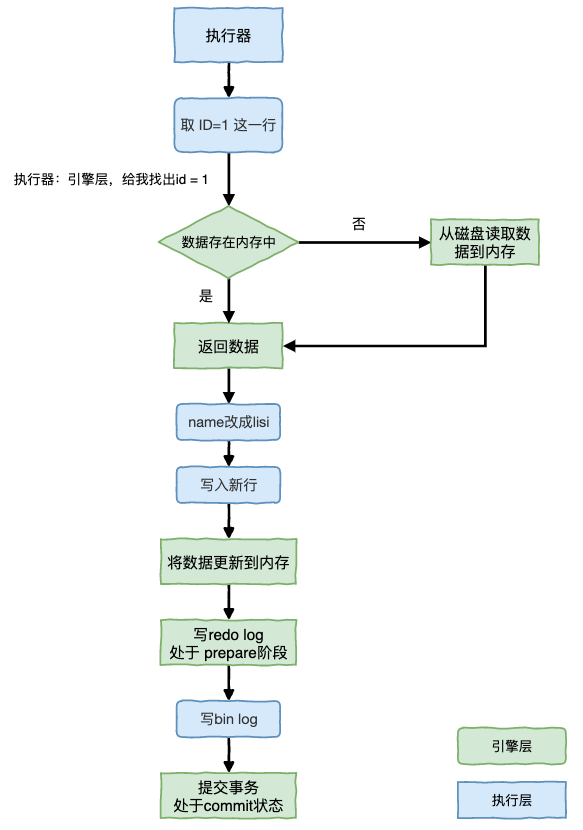 执行器
取 ID=1 这一行
执行器：引擎层，给我找出id = 1
数据存在内存中
否
从磁盘读取数
据到内存
是
返回数据
name改成lisi
写入新行
将数据更新到内存
写redo log
处于 prepare阶段
写bin log
提交事务
处于commit状态
引擎层
执行层